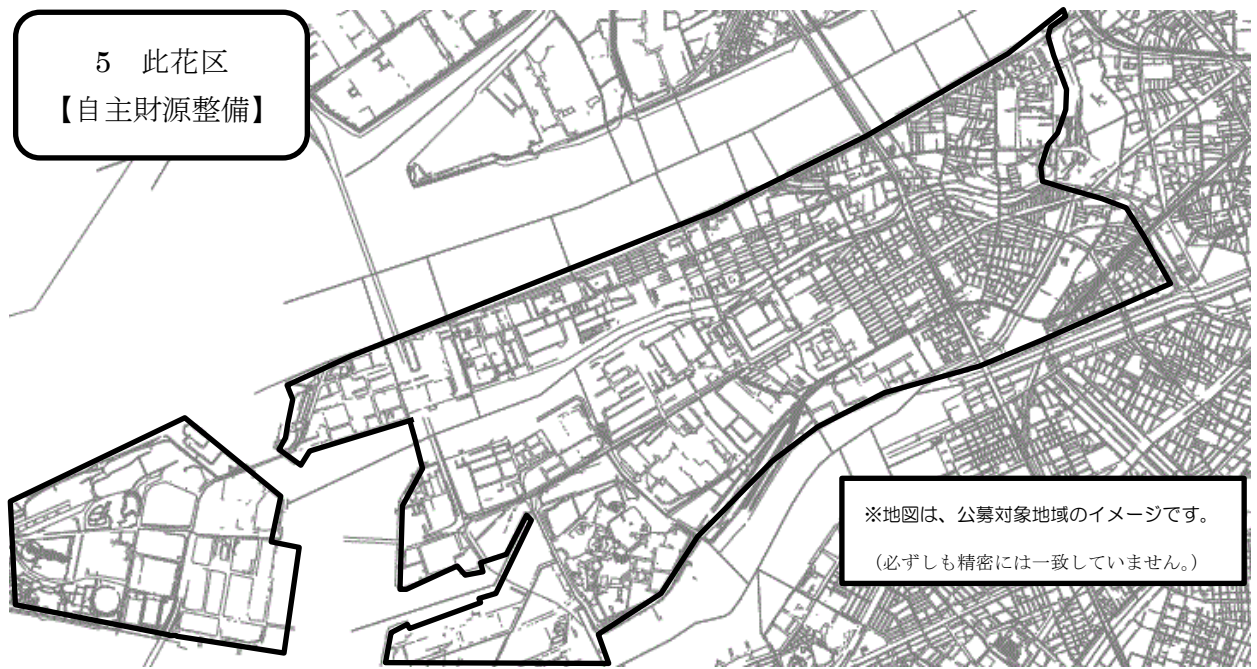 5　此花区
【自主財源整備】
※地図は、公募対象地域のイメージです。
（必ずしも精密には一致していません。）